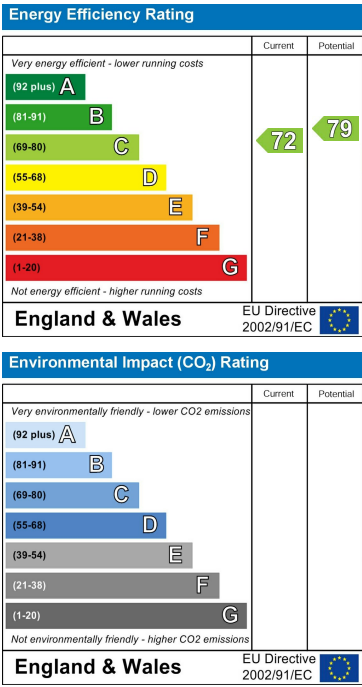 Energy Efficiency Rating
Current Potential
Very energy efficient - lower running costs
(92 plus) A
(81-91) B
(69-80) C
72 79
(55-68) D
(39-54) E
(21-38) F
(1-20) G
Not energy efficient - higher running costs
England & Wales
EU Directive
2002/91/EC
Environmental Impact (CO₂) Rating
Current Potential
Very environmentally friendly - lower CO2 emissions
(92 plus) A
(81-91) B
(69-80) C
(55-68) D
(39-54) E
(21-38) F
(1-20) G
Not environmentally friendly - higher CO2 emissions
England & Wales
EU Directive
2002/91/EC